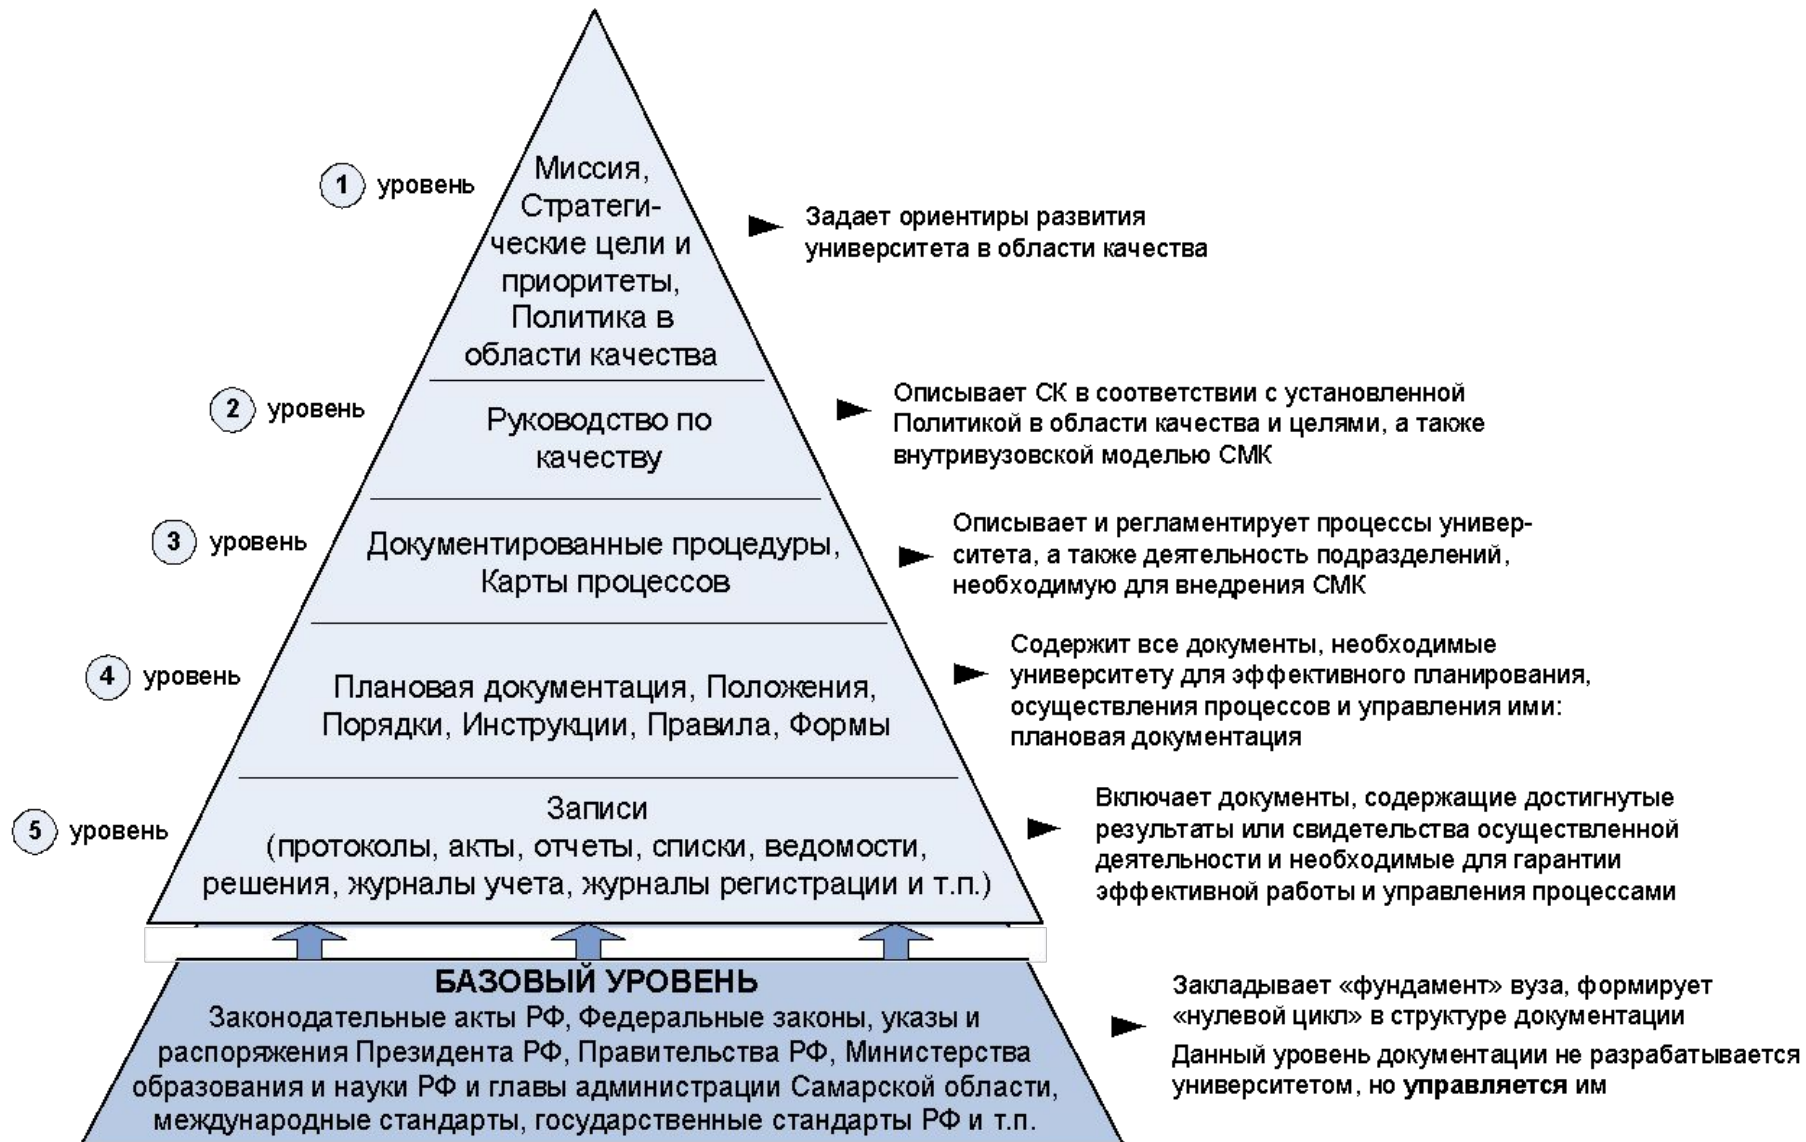 1 уровень
Миссия,
Стратеги-
ческие цели и
приоритеты,
Политика в
области качества
Задает ориентиры развития
университета в области качества
2 уровень
Руководство по
качеству
Описывает СК в соответствии с установленной
Политикой в области качества и целями, а также
внутривузовской моделью СМК
3 уровень
Документированные процедуры,
Карты процессов
Описывает и регламентирует процессы универ-
ситета, а также деятельность подразделений,
необходимую для внедрения СМК
4 уровень
Плановая документация, Положения,
Порядки, Инструкции, Правила, Формы
Содержит все документы, необходимые
университету для эффективного планирования,
осуществления процессов и управления ими:
плановая документация
5 уровень
Записи
(протоколы, акты, отчеты, списки, ведомости,
решения, журналы учета, журналы регистрации и т.п.)
Включает документы, содержащие достигнутые
результаты или свидетельства осуществленной
деятельности и необходимые для гарантии
эффективной работы и управления процессами
БАЗОВЫЙ УРОВЕНЬ
Законодательные акты РФ, Федеральные законы, указы и
распоряжения Президента РФ, Правительства РФ, Министерства
образования и науки РФ и главы администрации Самарской области,
международные стандарты, государственные стандарты РФ и т.п.
Закладывает «фундамент» вуза, формирует
«нулевой цикл» в структуре документации
Данный уровень документации не разрабатывается
университетом, но управляется им